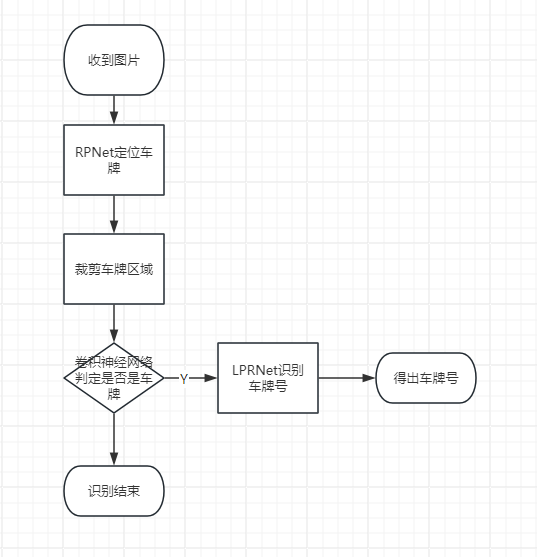 收到图片
RPNet定位车
牌
裁剪车牌区域
卷积神经网络
判定是否是车
牌
Y
LPRNet识别
车牌号
得出车牌号
识别结束